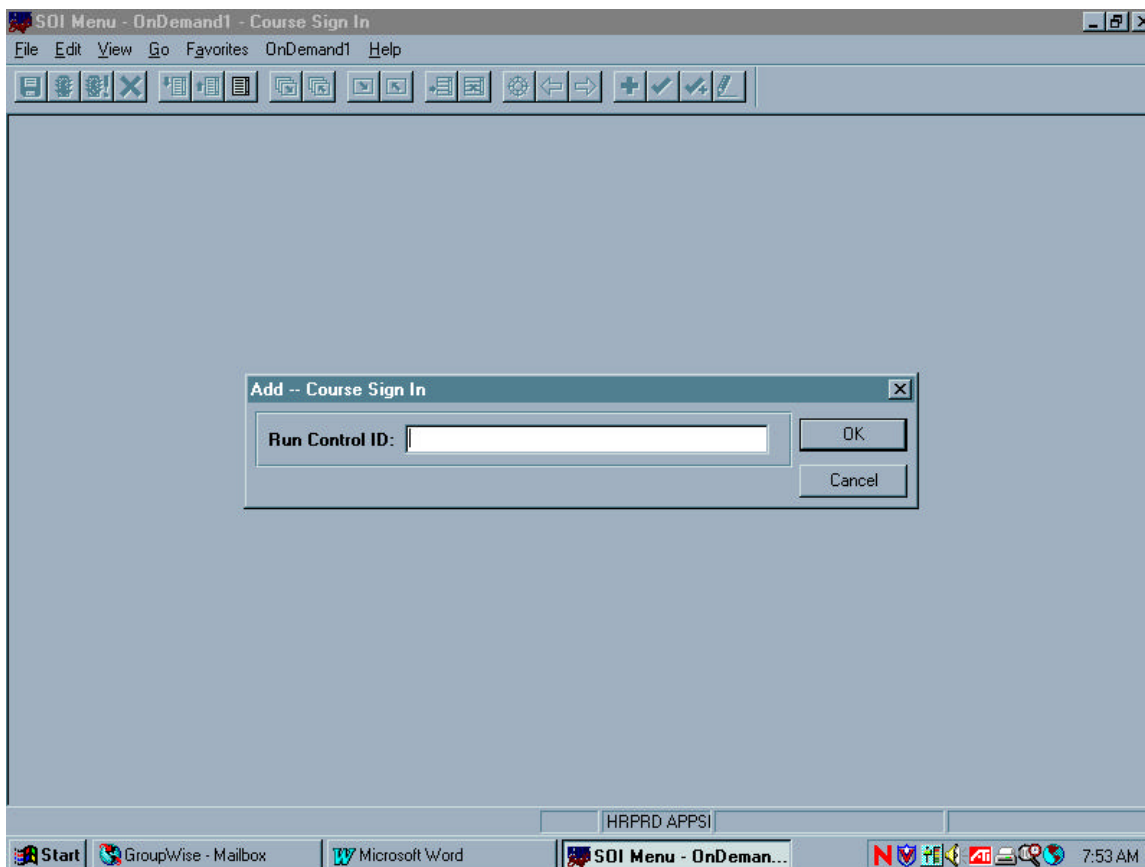 SOI Menu - OnDemand1 - Course Sign In
File Edit View Go Favorites OnDemand1 Help
Add -- Course Sign In
Run Control ID:
OK
Cancel
HRPRD APPSI
Start GroupWise - Mailbox Microsoft Word SOI Menu - OnDeman... 7:53 AM